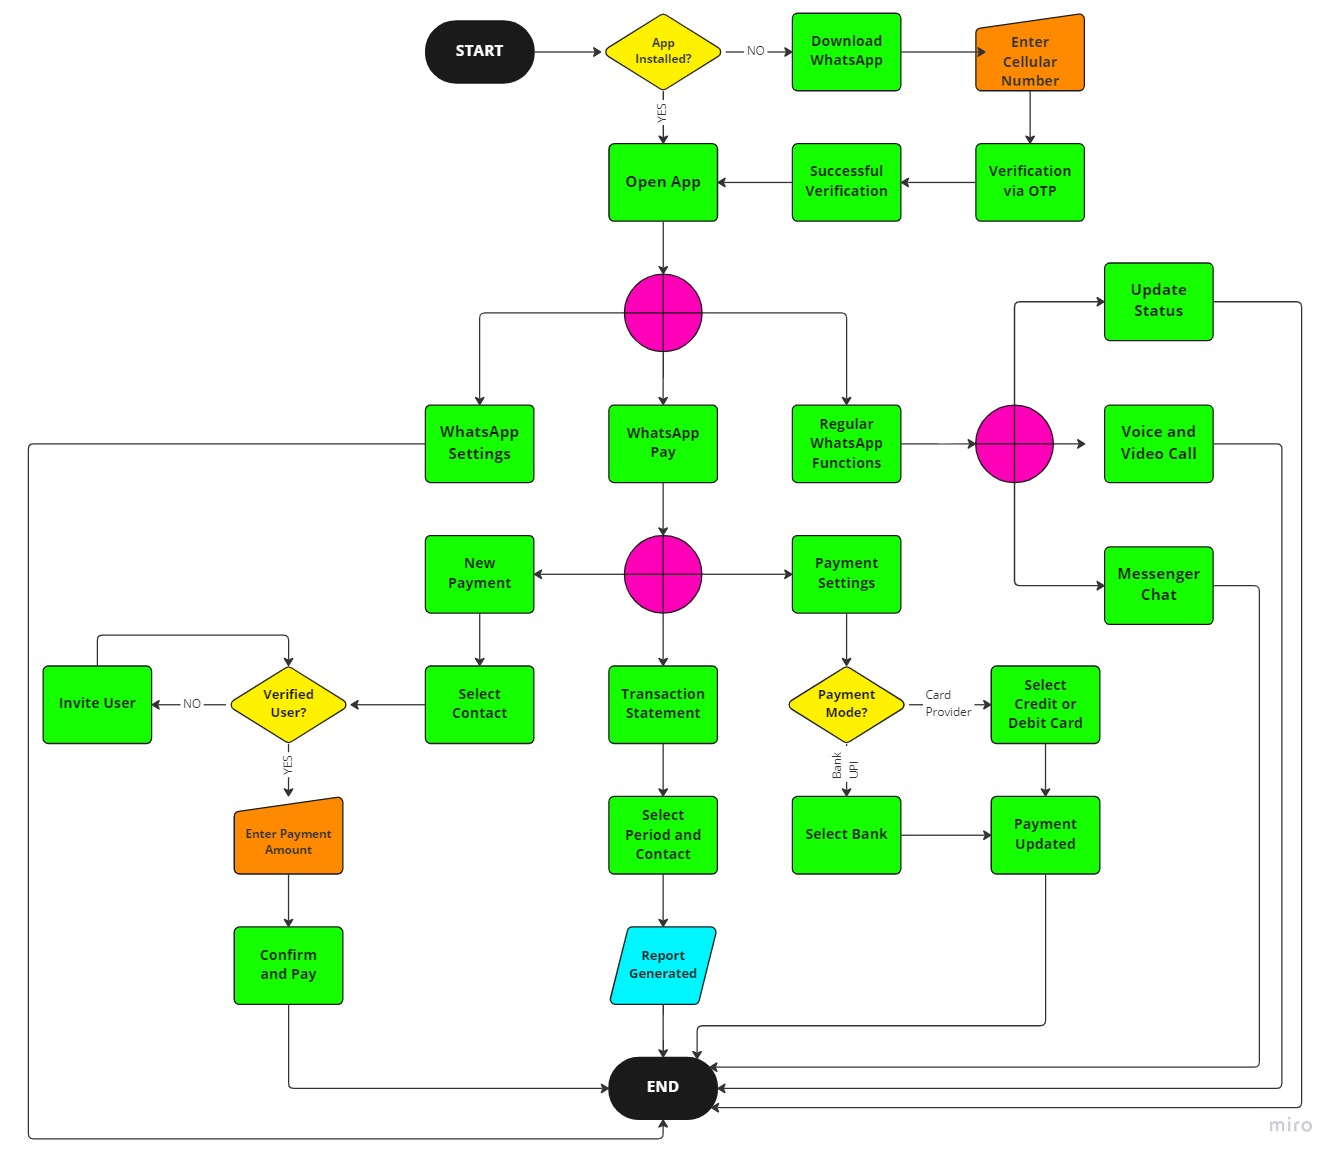 START
App
Installed?
NO
Download
WhatsApp
Enter
Cellular
Number
YES
Open App
Successful
Verification
Verification
via OTP
Update
Status
WhatsApp
Settings
WhatsApp
Pay
Regular
WhatsApp
Functions
Voice and
Video Call
New
Payment
Payment
Settings
Messenger
Chat
Invite User
NO
Verified
User?
Select
Contact
Transaction
Statement
Payment
Mode?
Card
Provider
Select
Credit or
Debit Card
YES
Bank
UPI
Enter Payment
Amount
Select
Period and
Contact
Select Bank
Payment
Updated
Confirm
and Pay
Report
Generated
END
miro